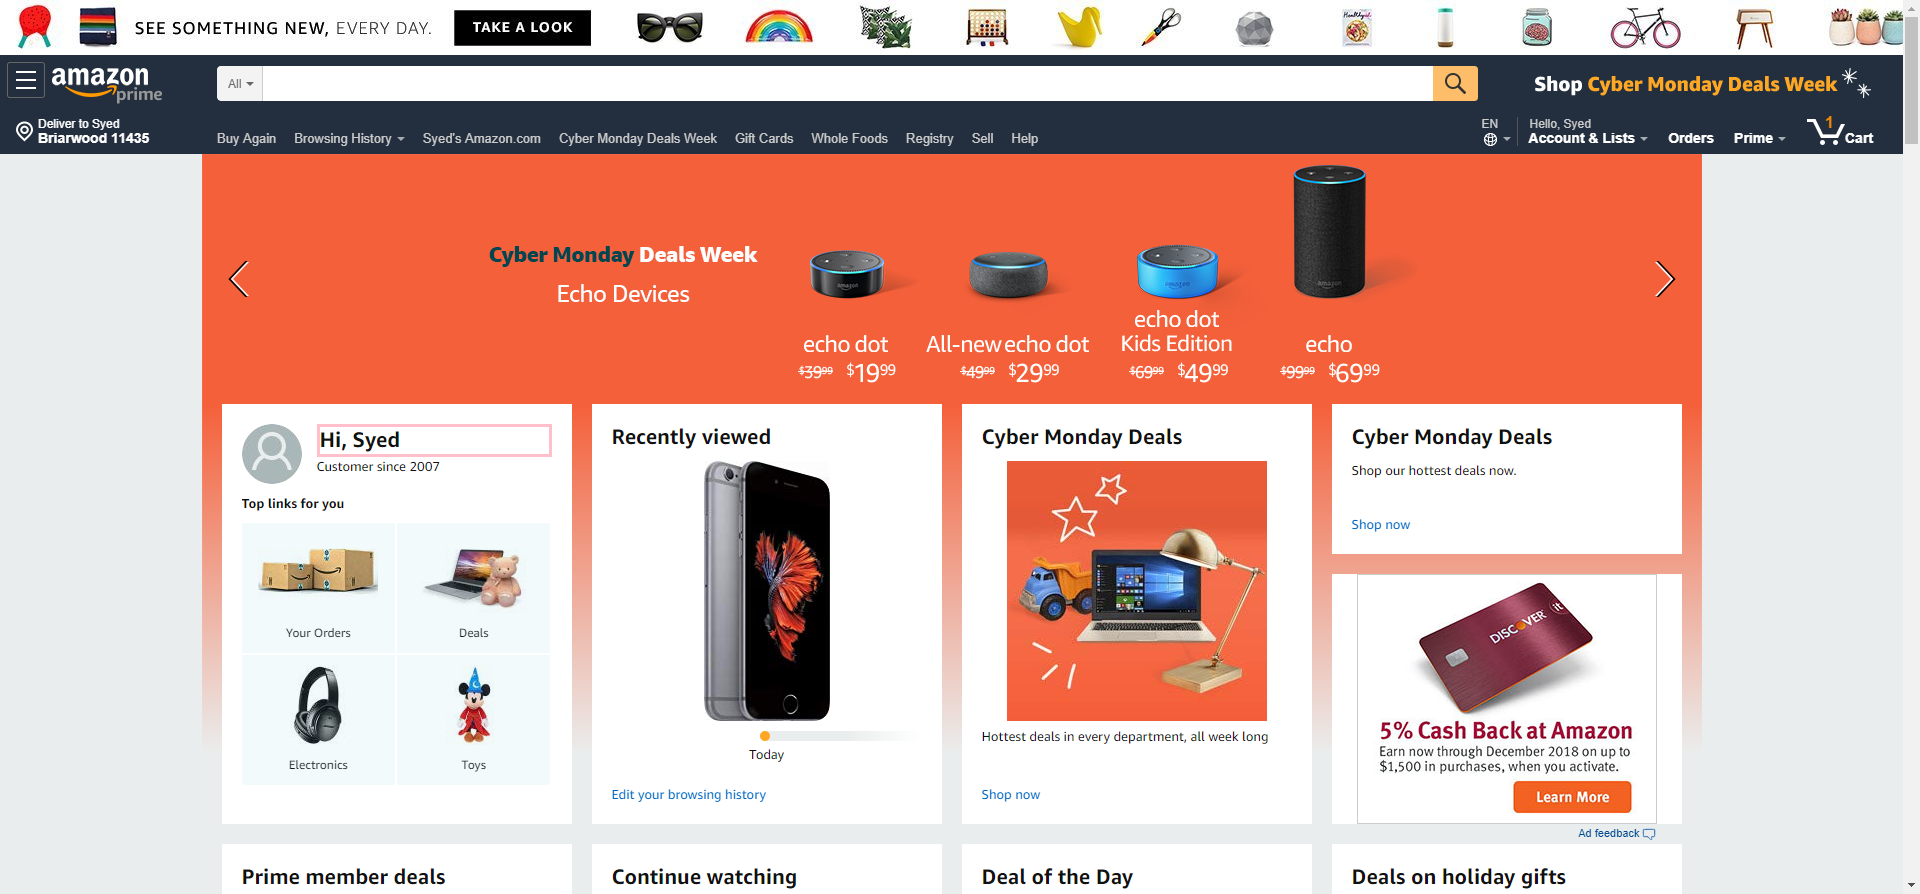 SEE SOMETHING NEW, EVERY DAY.
TAKE A LOOK
amazon prime
All
Shop Cyber Monday Deals Week
Deliver to Syed
Briarwood 11435
Buy Again Browsing History Syed's Amazon.com Cyber Monday Deals Week Gift Cards Whole Foods Registry Sell Help
EN
Hello, Syed
Account & Lists
Orders
Prime
1
Cart
Cyber Monday Deals Week
Echo Devices
echo dot
$39.99 $19.99
All-new echo dot
$49.99 $29.99
echo dot
Kids Edition
$69.99 $49.99
echo
$99.99 $69.99
Hi, Syed
Customer since 2007
Top links for you
Your Orders
Deals
Electronics
Toys
Recently viewed
Today
Edit your browsing history
Cyber Monday Deals
Hottest deals in every department, all week long
Shop now
Cyber Monday Deals
Shop our hottest deals now.
Shop now
DISCOVER it
5% Cash Back at Amazon
Earn now through December 2018 on up to
$1,500 in purchases, when you activate.
Learn More
Ad feedback
Prime member deals
Continue watching
Deal of the Day
Deals on holiday gifts